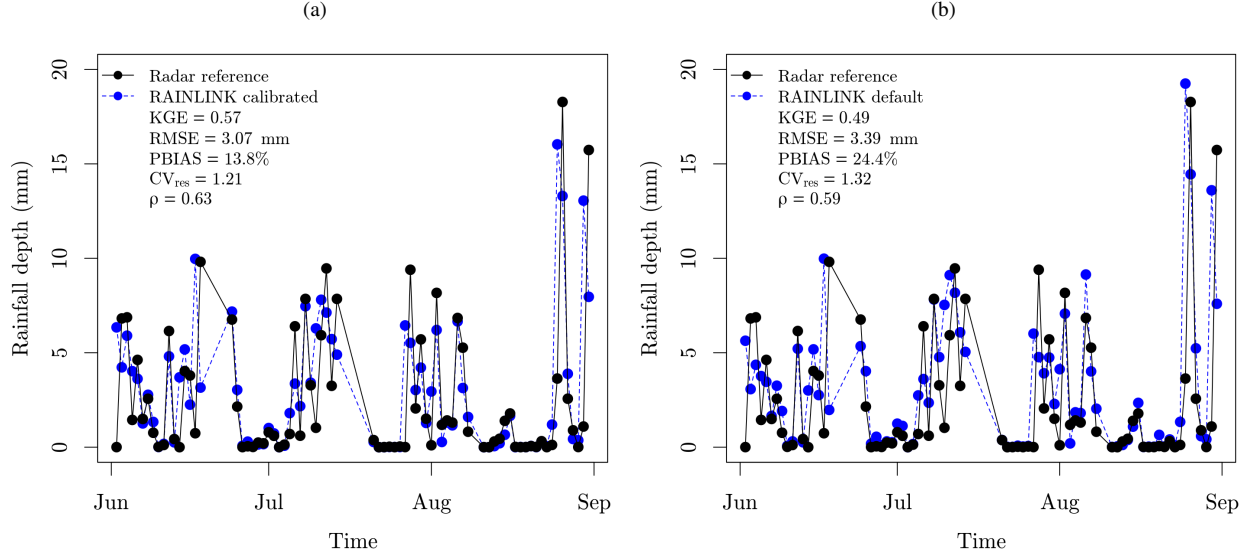 (a)
Radar reference
RAINLINK calibrated
KGE = 0.57
RMSE = 3.07 mm
PBIAS = 13.8%
CVres = 1.21
ρ = 0.63
20
15
10
5
0
Rainfall depth (mm)
Jun
Jul
Aug
Sep
Time
(b)
Radar reference
RAINLINK default
KGE = 0.49
RMSE = 3.39 mm
PBIAS = 24.4%
CVres = 1.32
ρ = 0.59
20
15
10
5
0
Rainfall depth (mm)
Jun
Jul
Aug
Sep
Time